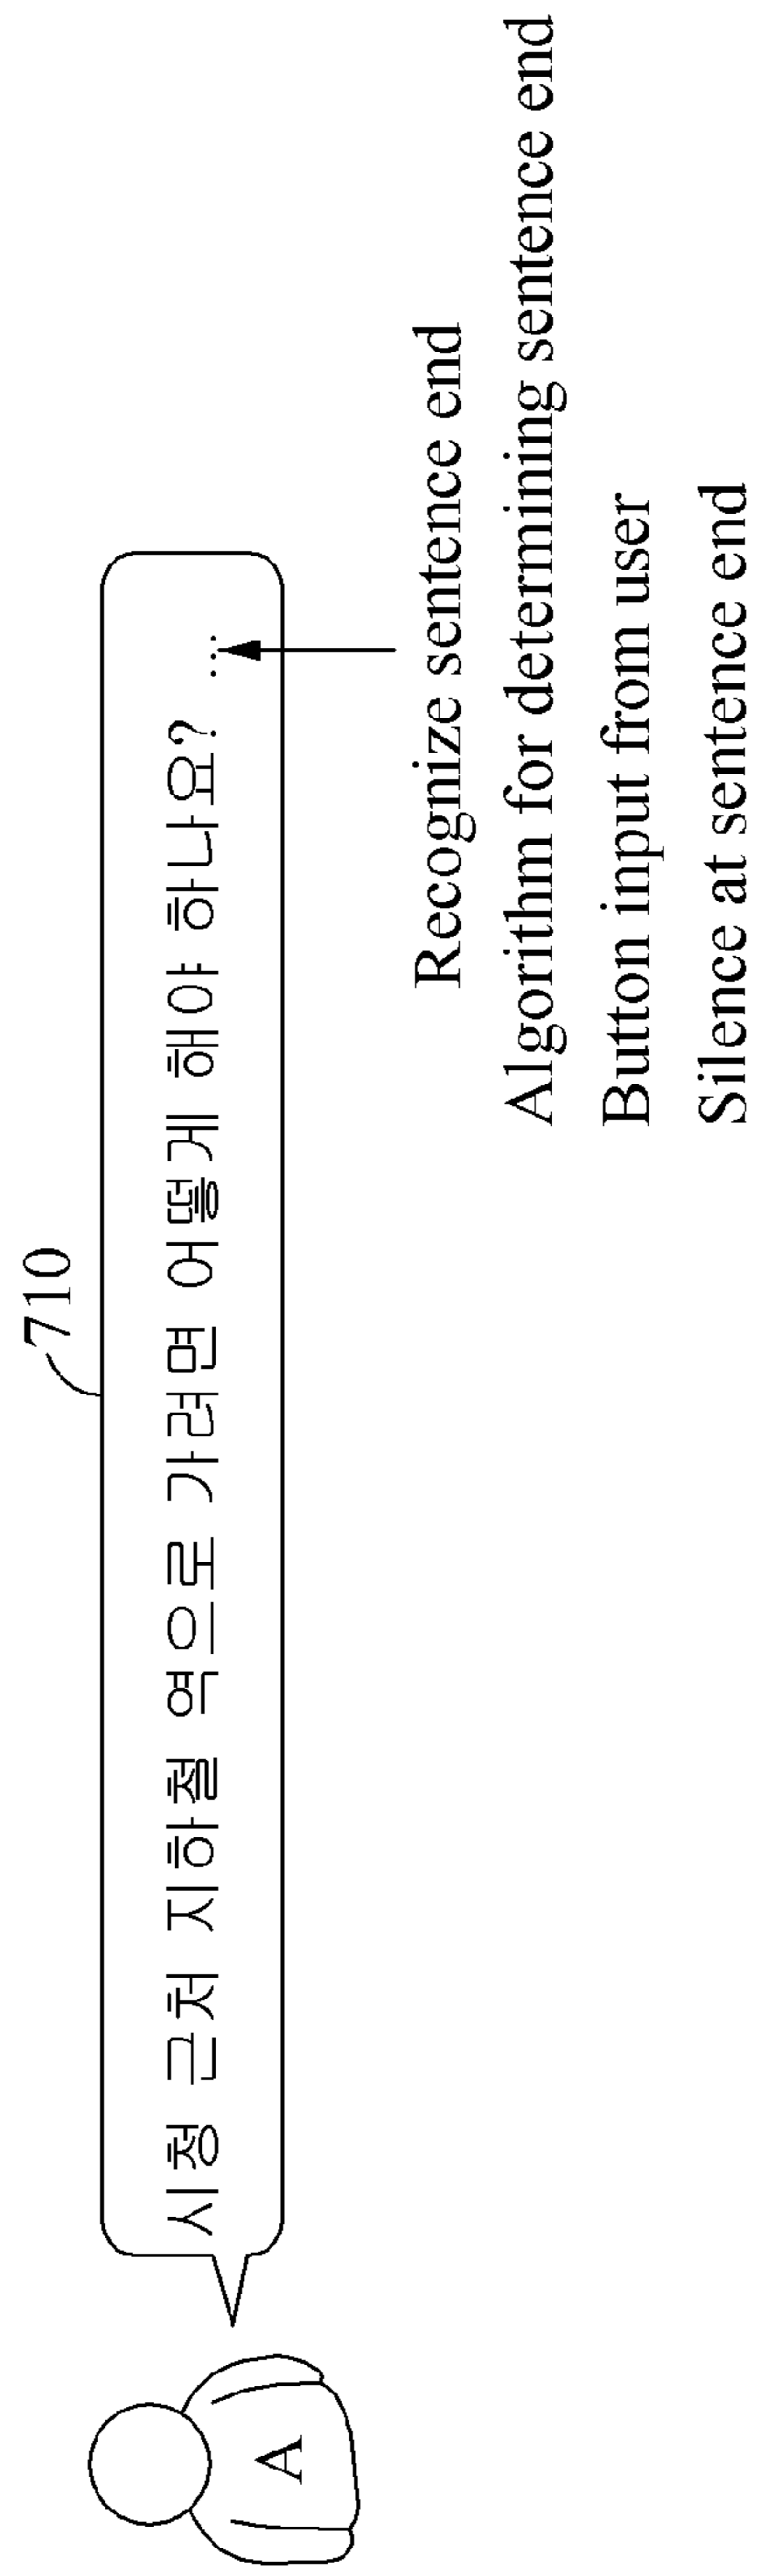 710
시청 근처 지하철 역으로 가려면 어떻게 해야 하나요? ...
A
Recognize sentence end
Algorithm for determining sentence end
Button input from user
Silence at sentence end